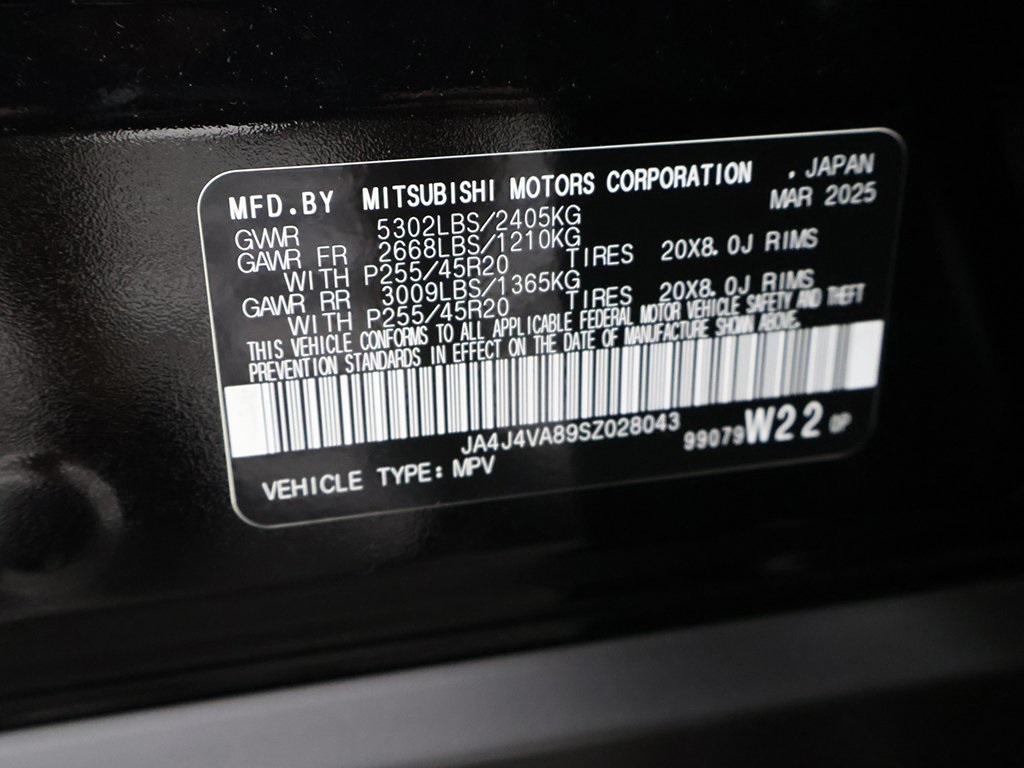 MFD.BY MITSUBISHI MOTORS CORPORATION . JAPAN
MAR 2025
GVWR 5302LBS/2405KG
GAWR FR 2668LBS/1210KG
WITH P255/45R20 TIRES 20X8.0J RIMS
GAWR RR 3009LBS/1365KG
WITH P255/45R20 TIRES 20X8.0J RIMS
THIS VEHICLE CONFORMS TO ALL APPLICABLE FEDERAL MOTOR VEHICLE SAFETY AND THEFT
PREVENTION STANDARDS IN EFFECT ON THE DATE OF MANUFACTURE SHOWN ABOVE.
JA4J4VA89SZ028043 99079W22 0P
VEHICLE TYPE: MPV